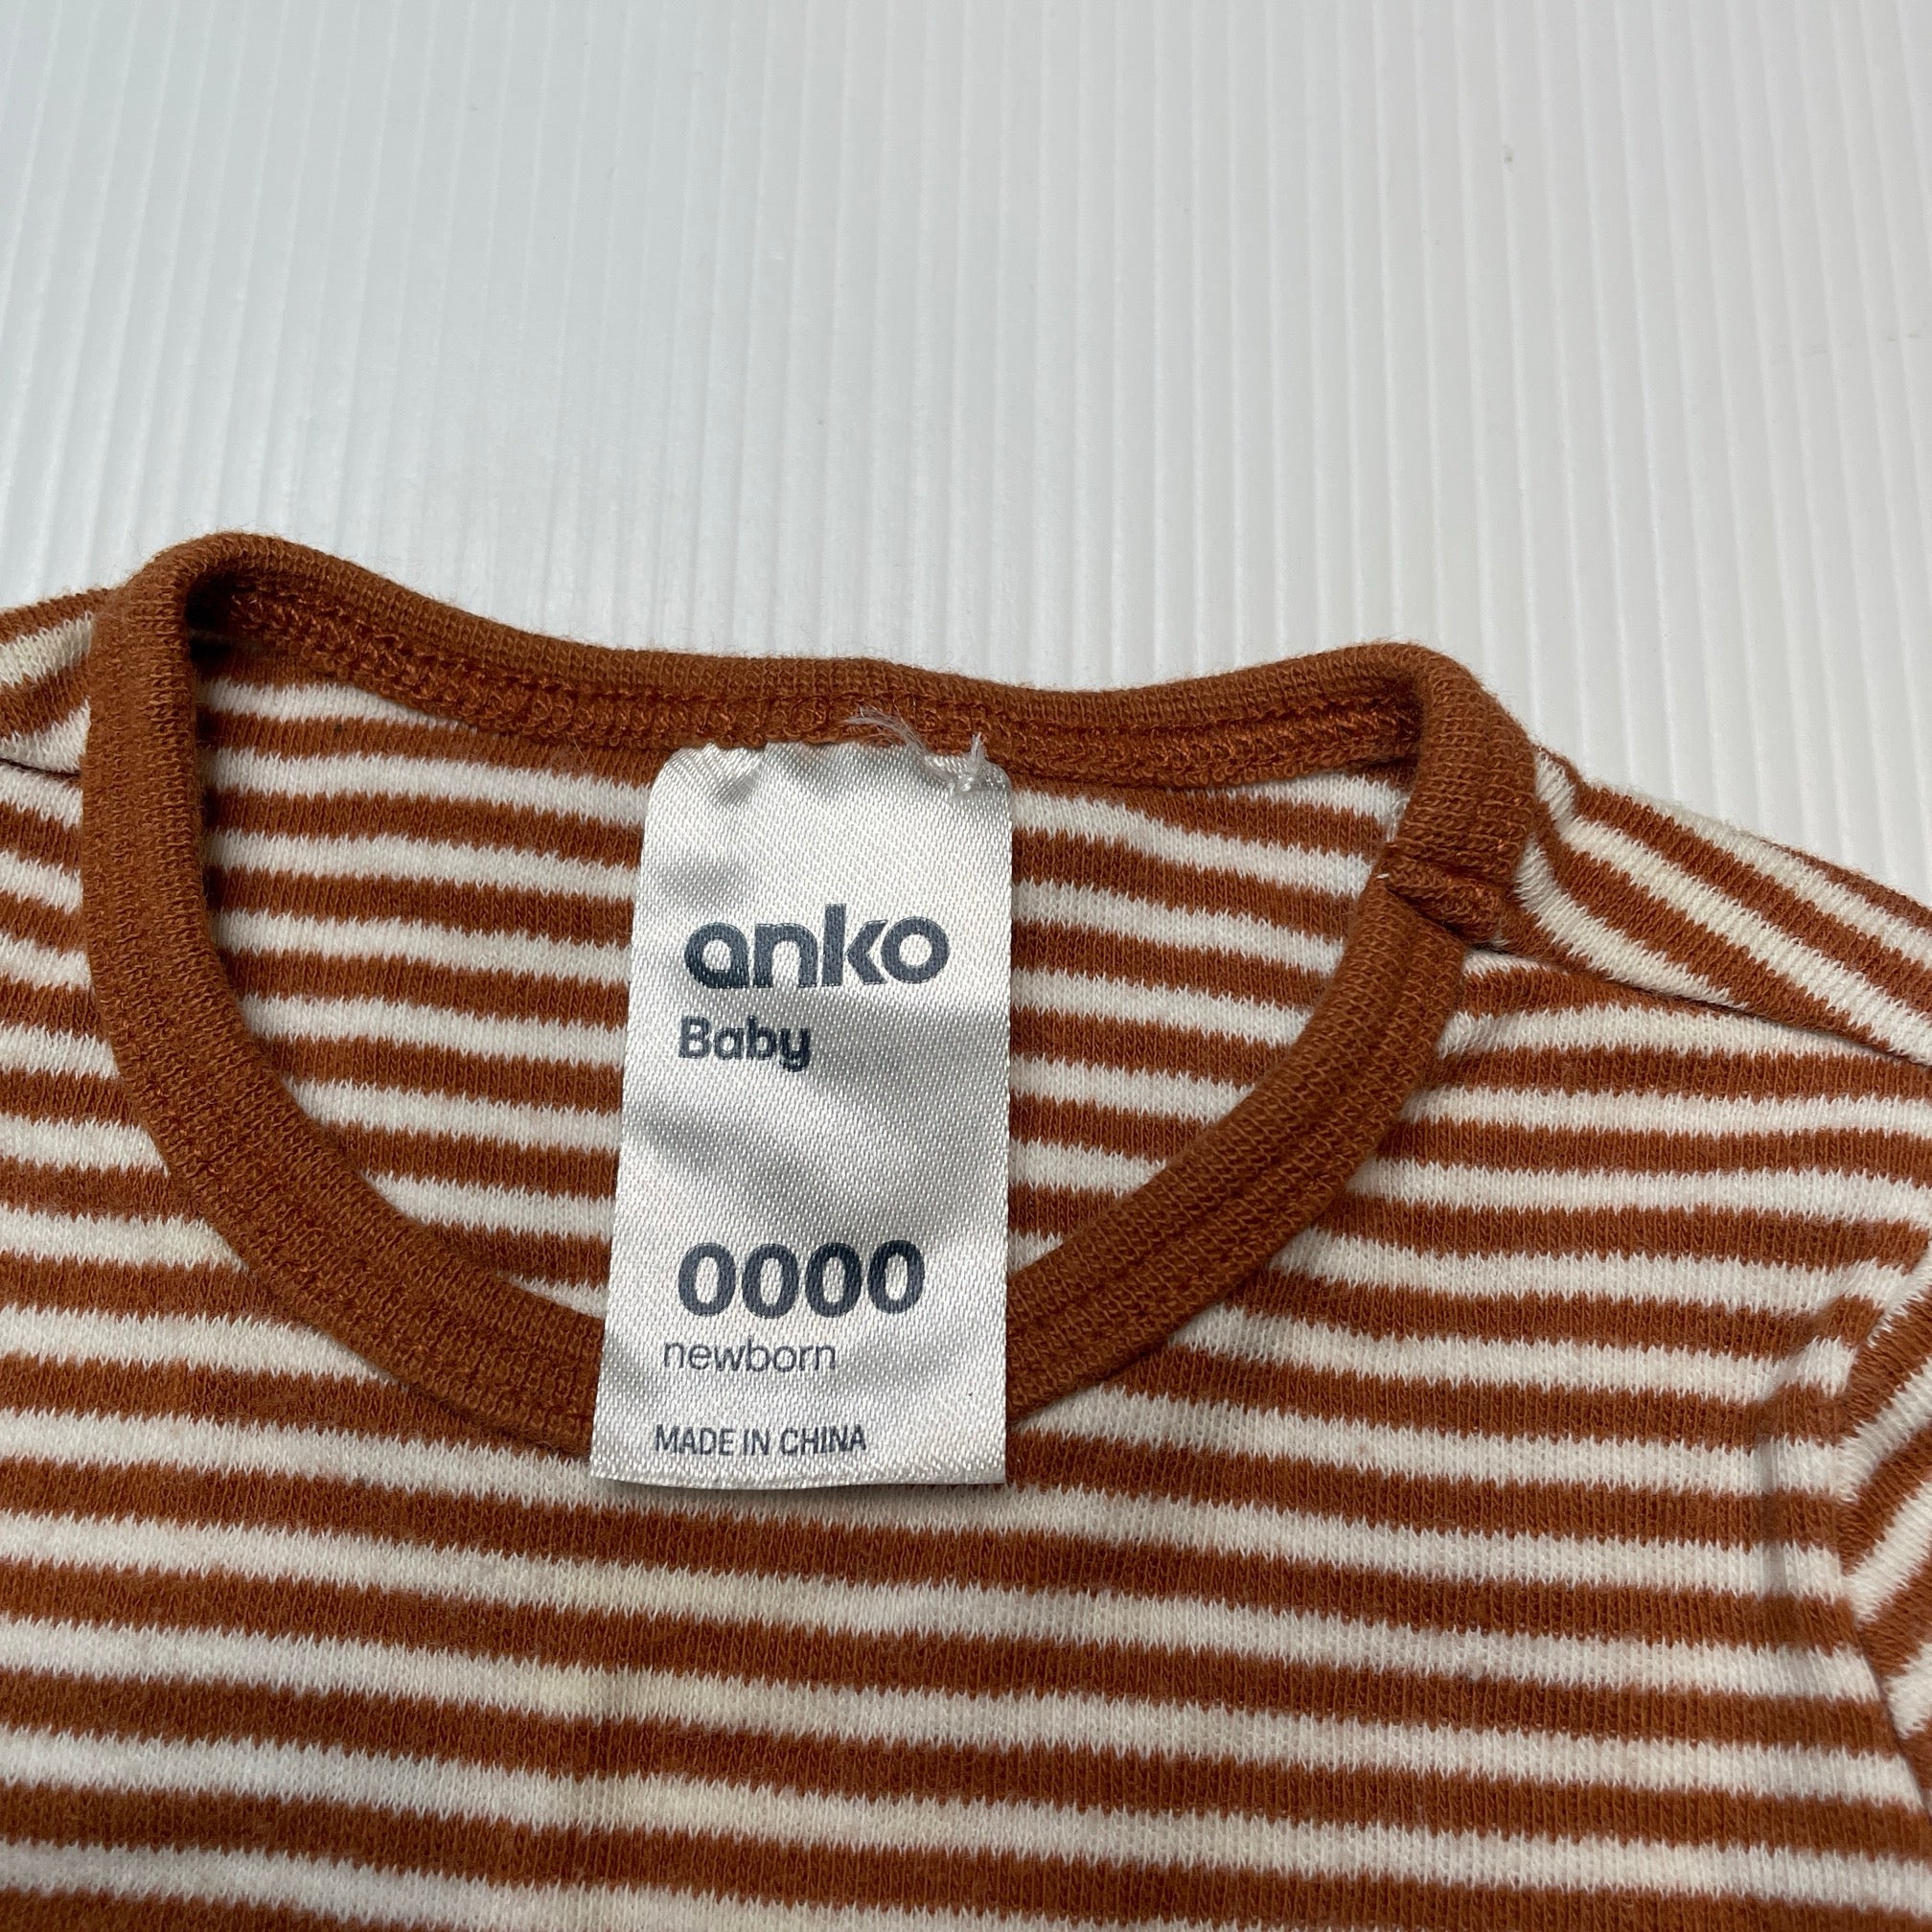 anko
Baby
0000
newborn
MADE IN CHINA